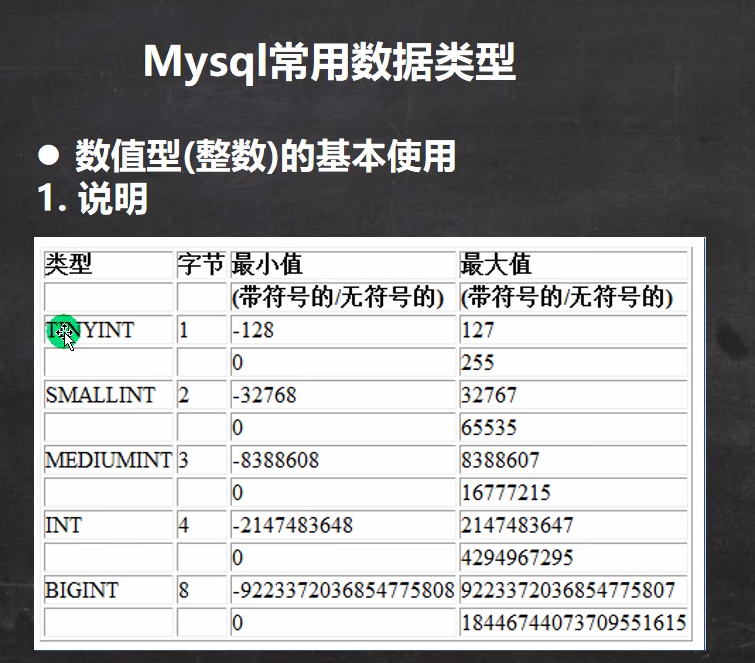 Mysql常用数据类型
● 数值型(整数)的基本使用
1. 说明
类型 字节 最小值 最大值
(带符号的/无符号的) (带符号的/无符号的)
TINYINT 1 -128 127
0 255
SMALLINT 2 -32768 32767
0 65535
MEDIUMINT 3 -8388608 8388607
0 16777215
INT 4 -2147483648 2147483647
0 4294967295
BIGINT 8 -9223372036854775808 9223372036854775807
0 18446744073709551615